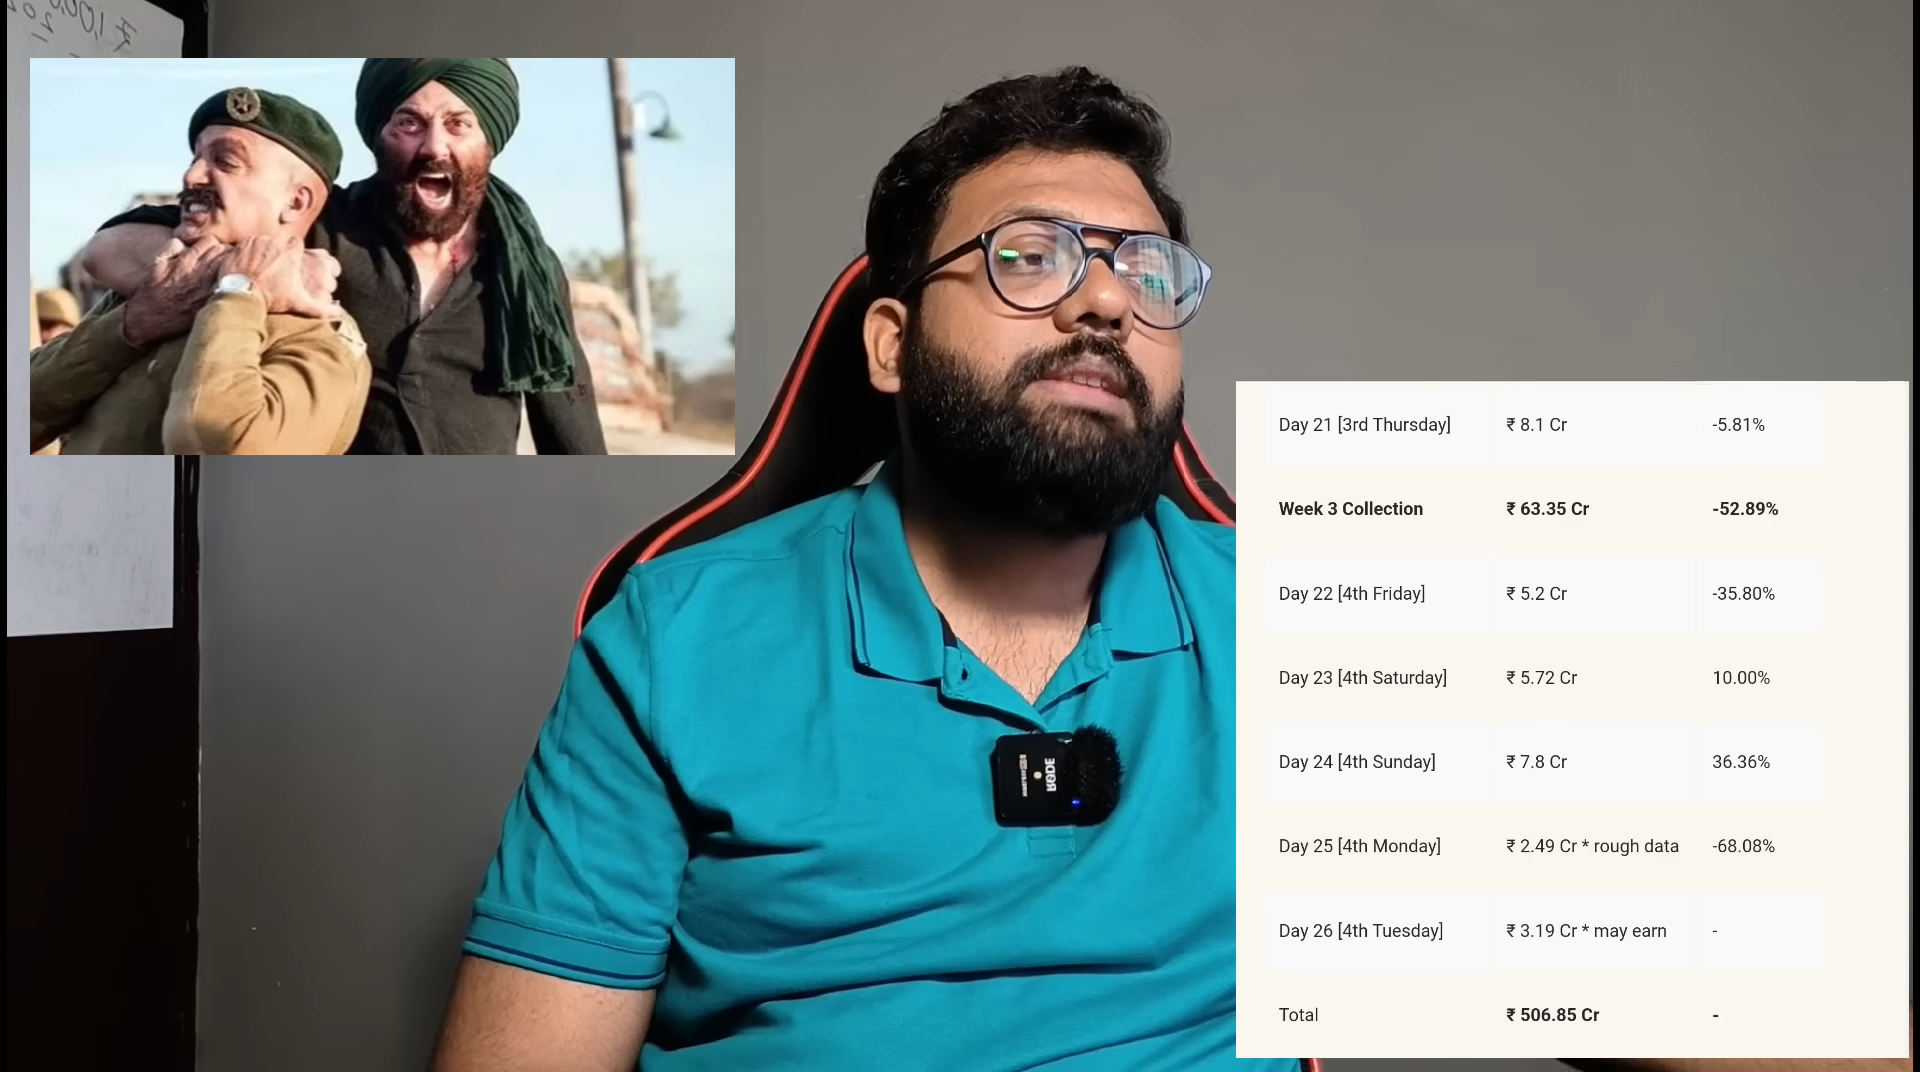 Day 21 [3rd Thursday] ₹ 8.1 Cr -5.81%
Week 3 Collection ₹ 63.35 Cr -52.89%
Day 22 [4th Friday] ₹ 5.2 Cr -35.80%
Day 23 [4th Saturday] ₹ 5.72 Cr 10.00%
Day 24 [4th Sunday] ₹ 7.8 Cr 36.36%
Day 25 [4th Monday] ₹ 2.49 Cr * rough data -68.08%
Day 26 [4th Tuesday] ₹ 3.19 Cr * may earn -
Total ₹ 506.85 Cr -
RODE